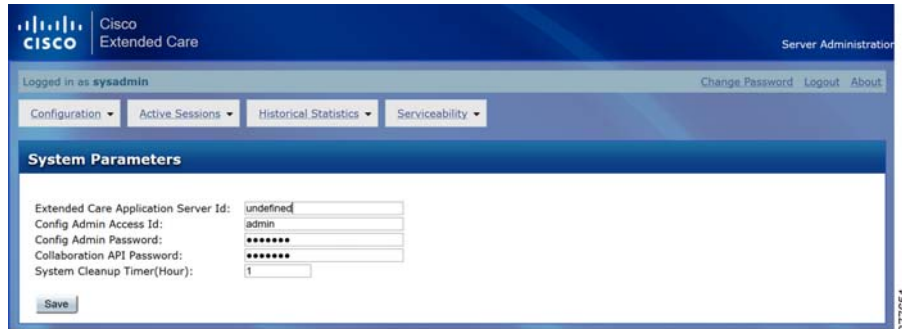 Cisco
CISCO
Extended Care
Server Administration
Logged in as sysadmin
Change Password Logout About
Configuration Active Sessions Historical Statistics Serviceability
System Parameters
Extended Care Application Server Id: undefined
Config Admin Access Id: admin
Config Admin Password: •••••••
Collaboration API Password: •••••••
System Cleanup Timer(Hour): 1
Save